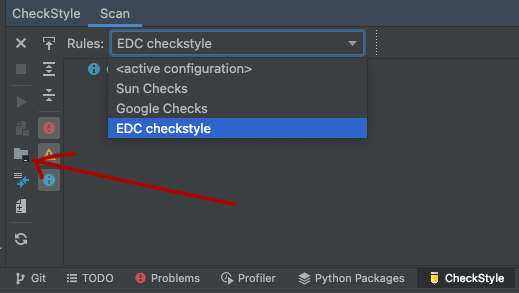 CheckStyle Scan
Rules: EDC checkstyle
<active configuration>
Sun Checks
Google Checks
EDC checkstyle
Git TODO Problems Profiler Python Packages CheckStyle